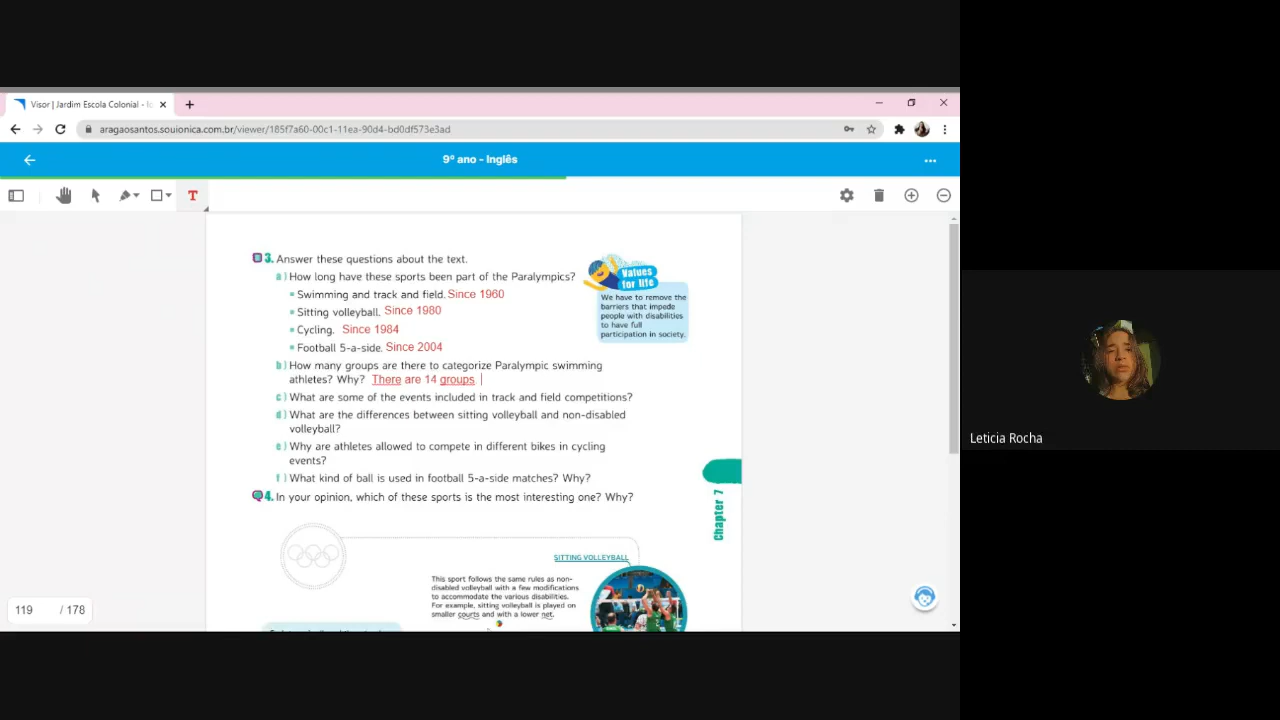 Visor | Jardim Escola Colonial - Io
aragaosantos.souionica.com.br/viewer/185f7a60-00c1-11ea-90d4-bd0df573e3ad
9º ano - Inglês
T
3. Answer these questions about the text.
a) How long have these sports been part of the Paralympics?
Swimming and track and field. Since 1960
Sitting volleyball. Since 1980
Cycling. Since 1984
Football 5-a-side. Since 2004
b) How many groups are there to categorize Paralympic swimming
athletes? Why? There are 14 groups
c) What are some of the events included in track and field competitions?
d) What are the differences between sitting volleyball and non-disabled
volleyball?
e) Why are athletes allowed to compete in different bikes in cycling
events?
f) What kind of ball is used in football 5-a-side matches? Why?
4. In your opinion, which of these sports is the most interesting one? Why?
Values
for life
We have to remove the
barriers that impede
people with disabilities
to have full
participation in society.
Chapter 7
SITTING VOLLEYBALL
This sport follows the same rules as non-
disabled volleyball with a few modifications
to accommodate the various disabilities.
For example, sitting volleyball is played on
smaller courts and with a lower net.
119 / 178
Leticia Rocha